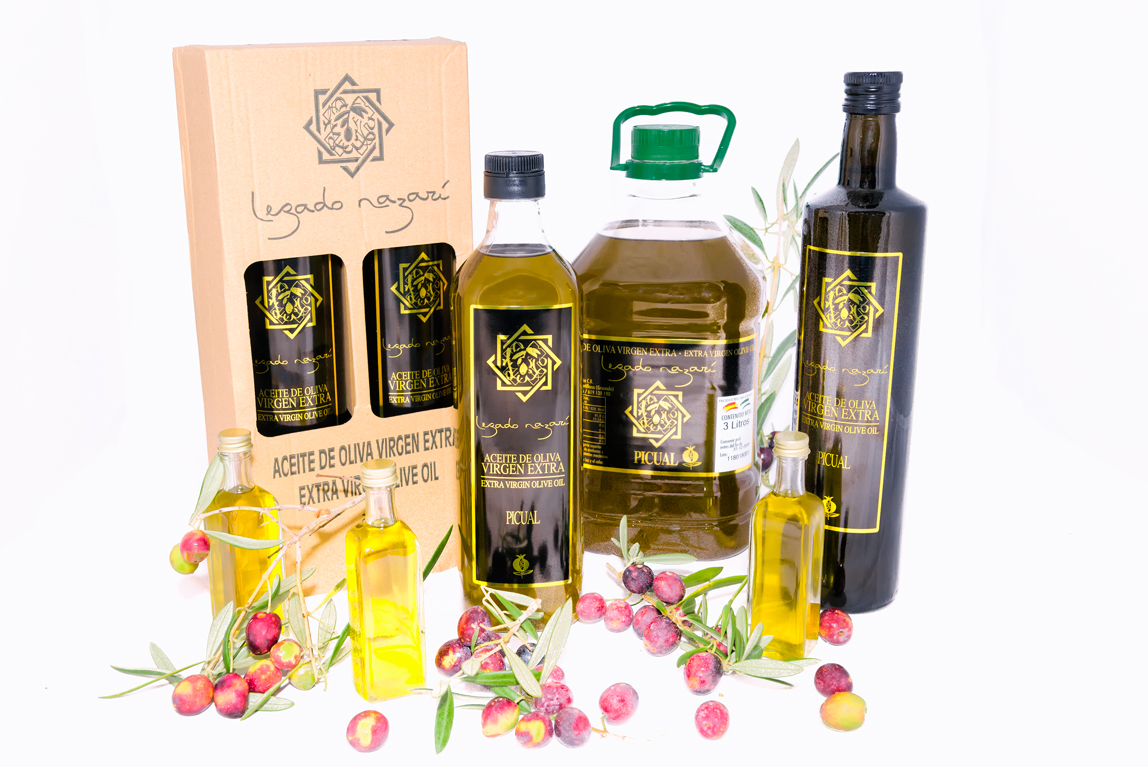 legado nazarí
legado nazarí
ACEITE DE OLIVA
VIRGEN EXTRA
EXTRA VIRGIN OLIVE OIL
legado nazarí
ACEITE DE OLIVA
VIRGEN EXTRA
EXTRA VIRGIN OLIVE OIL
ACEITE DE OLIVA VIRGEN EXTRA
EXTRA VIRGIN OLIVE OIL
legado nazarí
ACEITE DE OLIVA
VIRGEN EXTRA
EXTRA VIRGIN OLIVE OIL
PICUAL
DE OLIVA VIRGEN EXTRA - EXTRA VIRGEN OLIVE
legado nazarí
PICUAL
CONTENIDO NETO
3 Litros
legado nazarí
ACEITE DE OLIVA
VIRGEN EXTRA
EXTRA VIRGIN OLIVE OIL
PICUAL